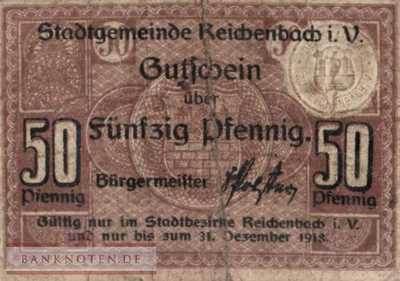 Stadtgemeinde Reichenbach i. V.
Gutschein
über
Fünfzig Pfennig.
50 Pfennig
50 Pfennig
Bürgermeister
Gültig nur im Stadtbezirke Reichenbach i. V.
und nur bis zum 31. Dezember 1918.
BANKNOTEN.DE